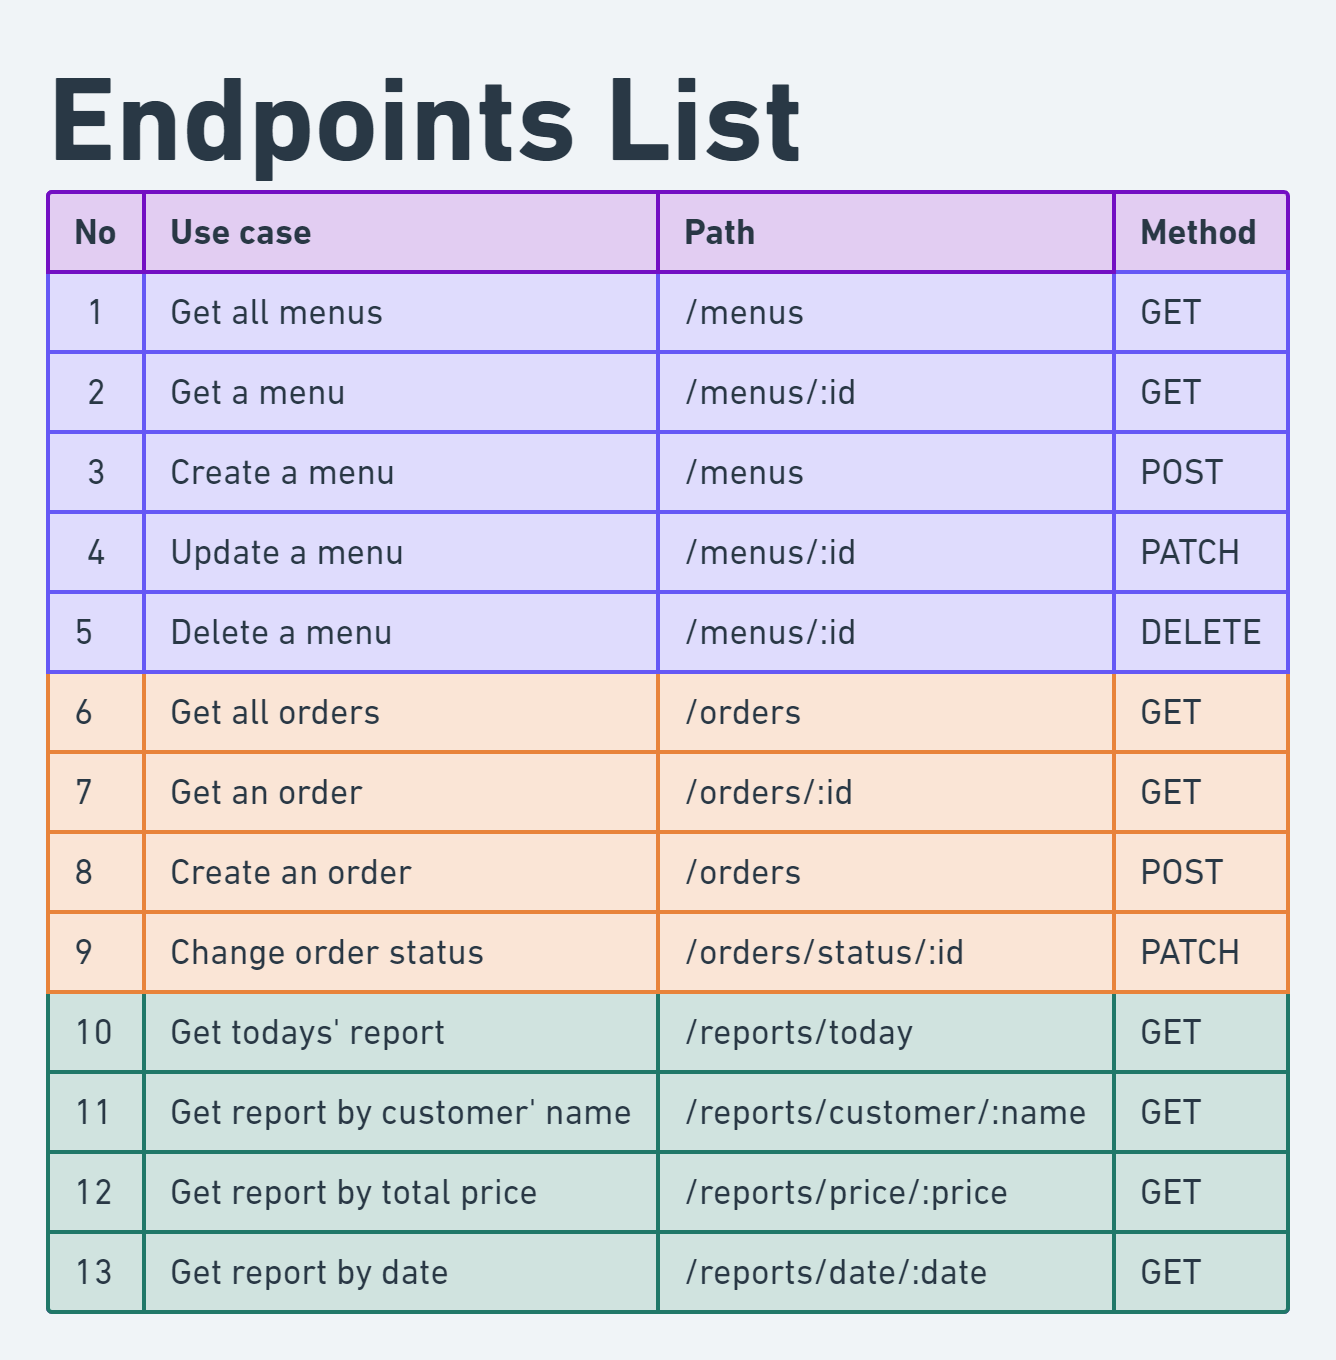 Endpoints List
No Use case Path Method
1 Get all menus /menus GET
2 Get a menu /menus/:id GET
3 Create a menu /menus POST
4 Update a menu /menus/:id PATCH
5 Delete a menu /menus/:id DELETE
6 Get all orders /orders GET
7 Get an order /orders/:id GET
8 Create an order /orders POST
9 Change order status /orders/status/:id PATCH
10 Get todays' report /reports/today GET
11 Get report by customer' name /reports/customer/:name GET
12 Get report by total price /reports/price/:price GET
13 Get report by date /reports/date/:date GET